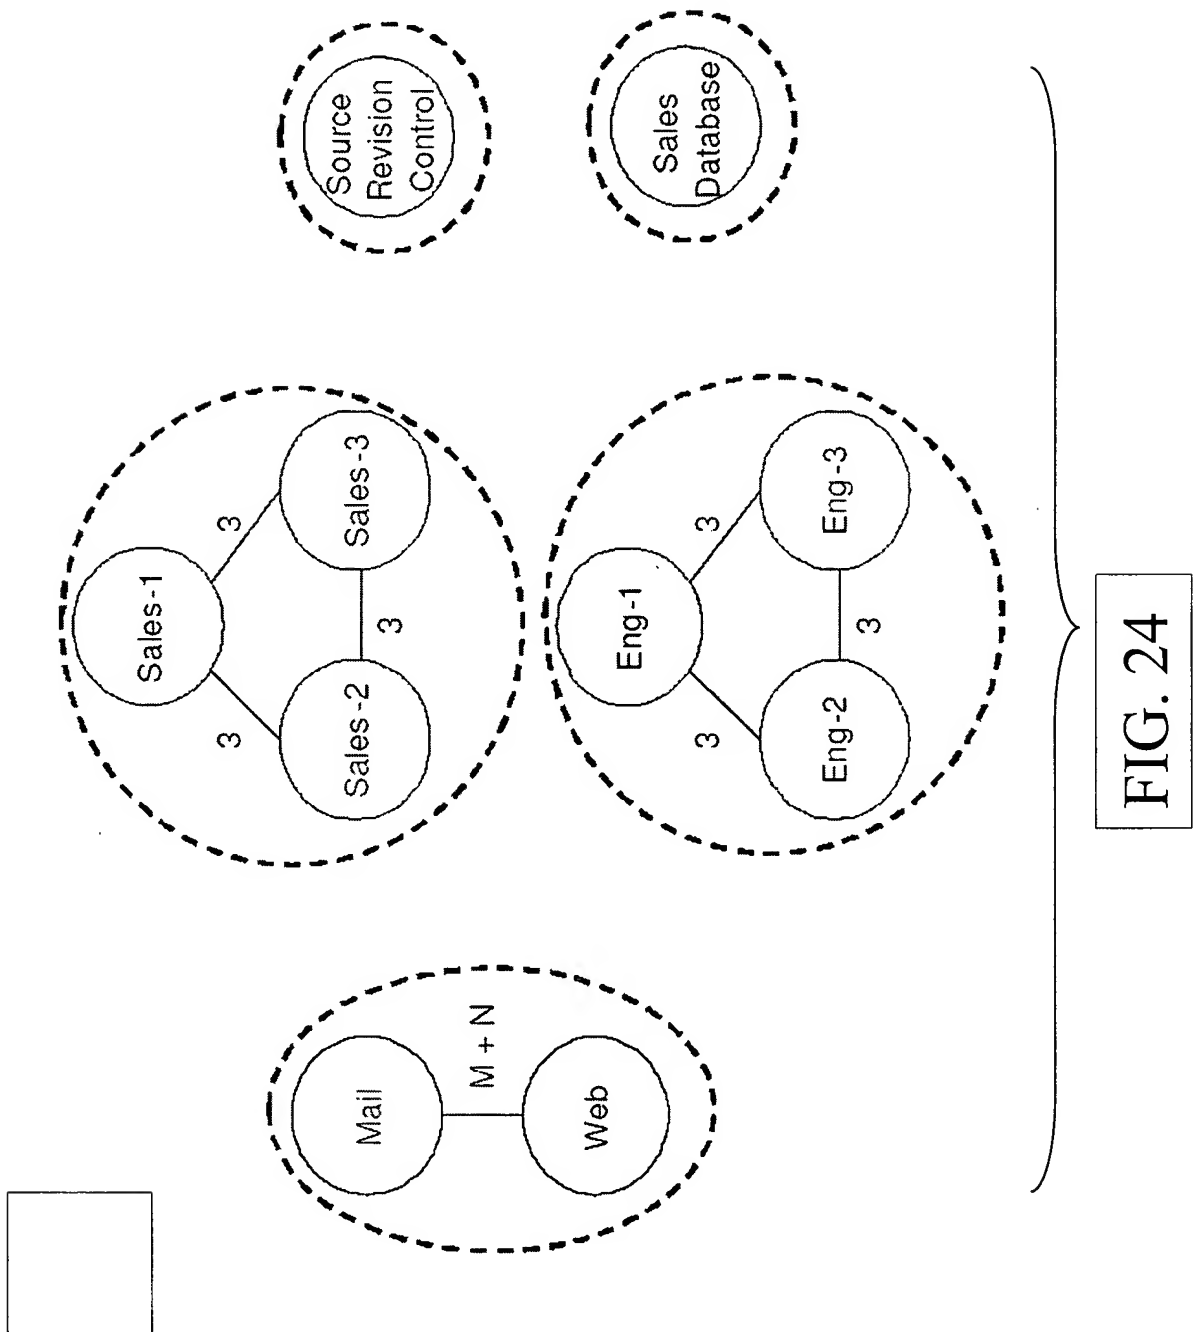 Mail
M + N
Web
Sales-1
3
3
Sales-2
Sales-3
3
Eng-1
3
3
Eng-2
Eng-3
3
Source
Revision
Control
Sales
Database
FIG. 24